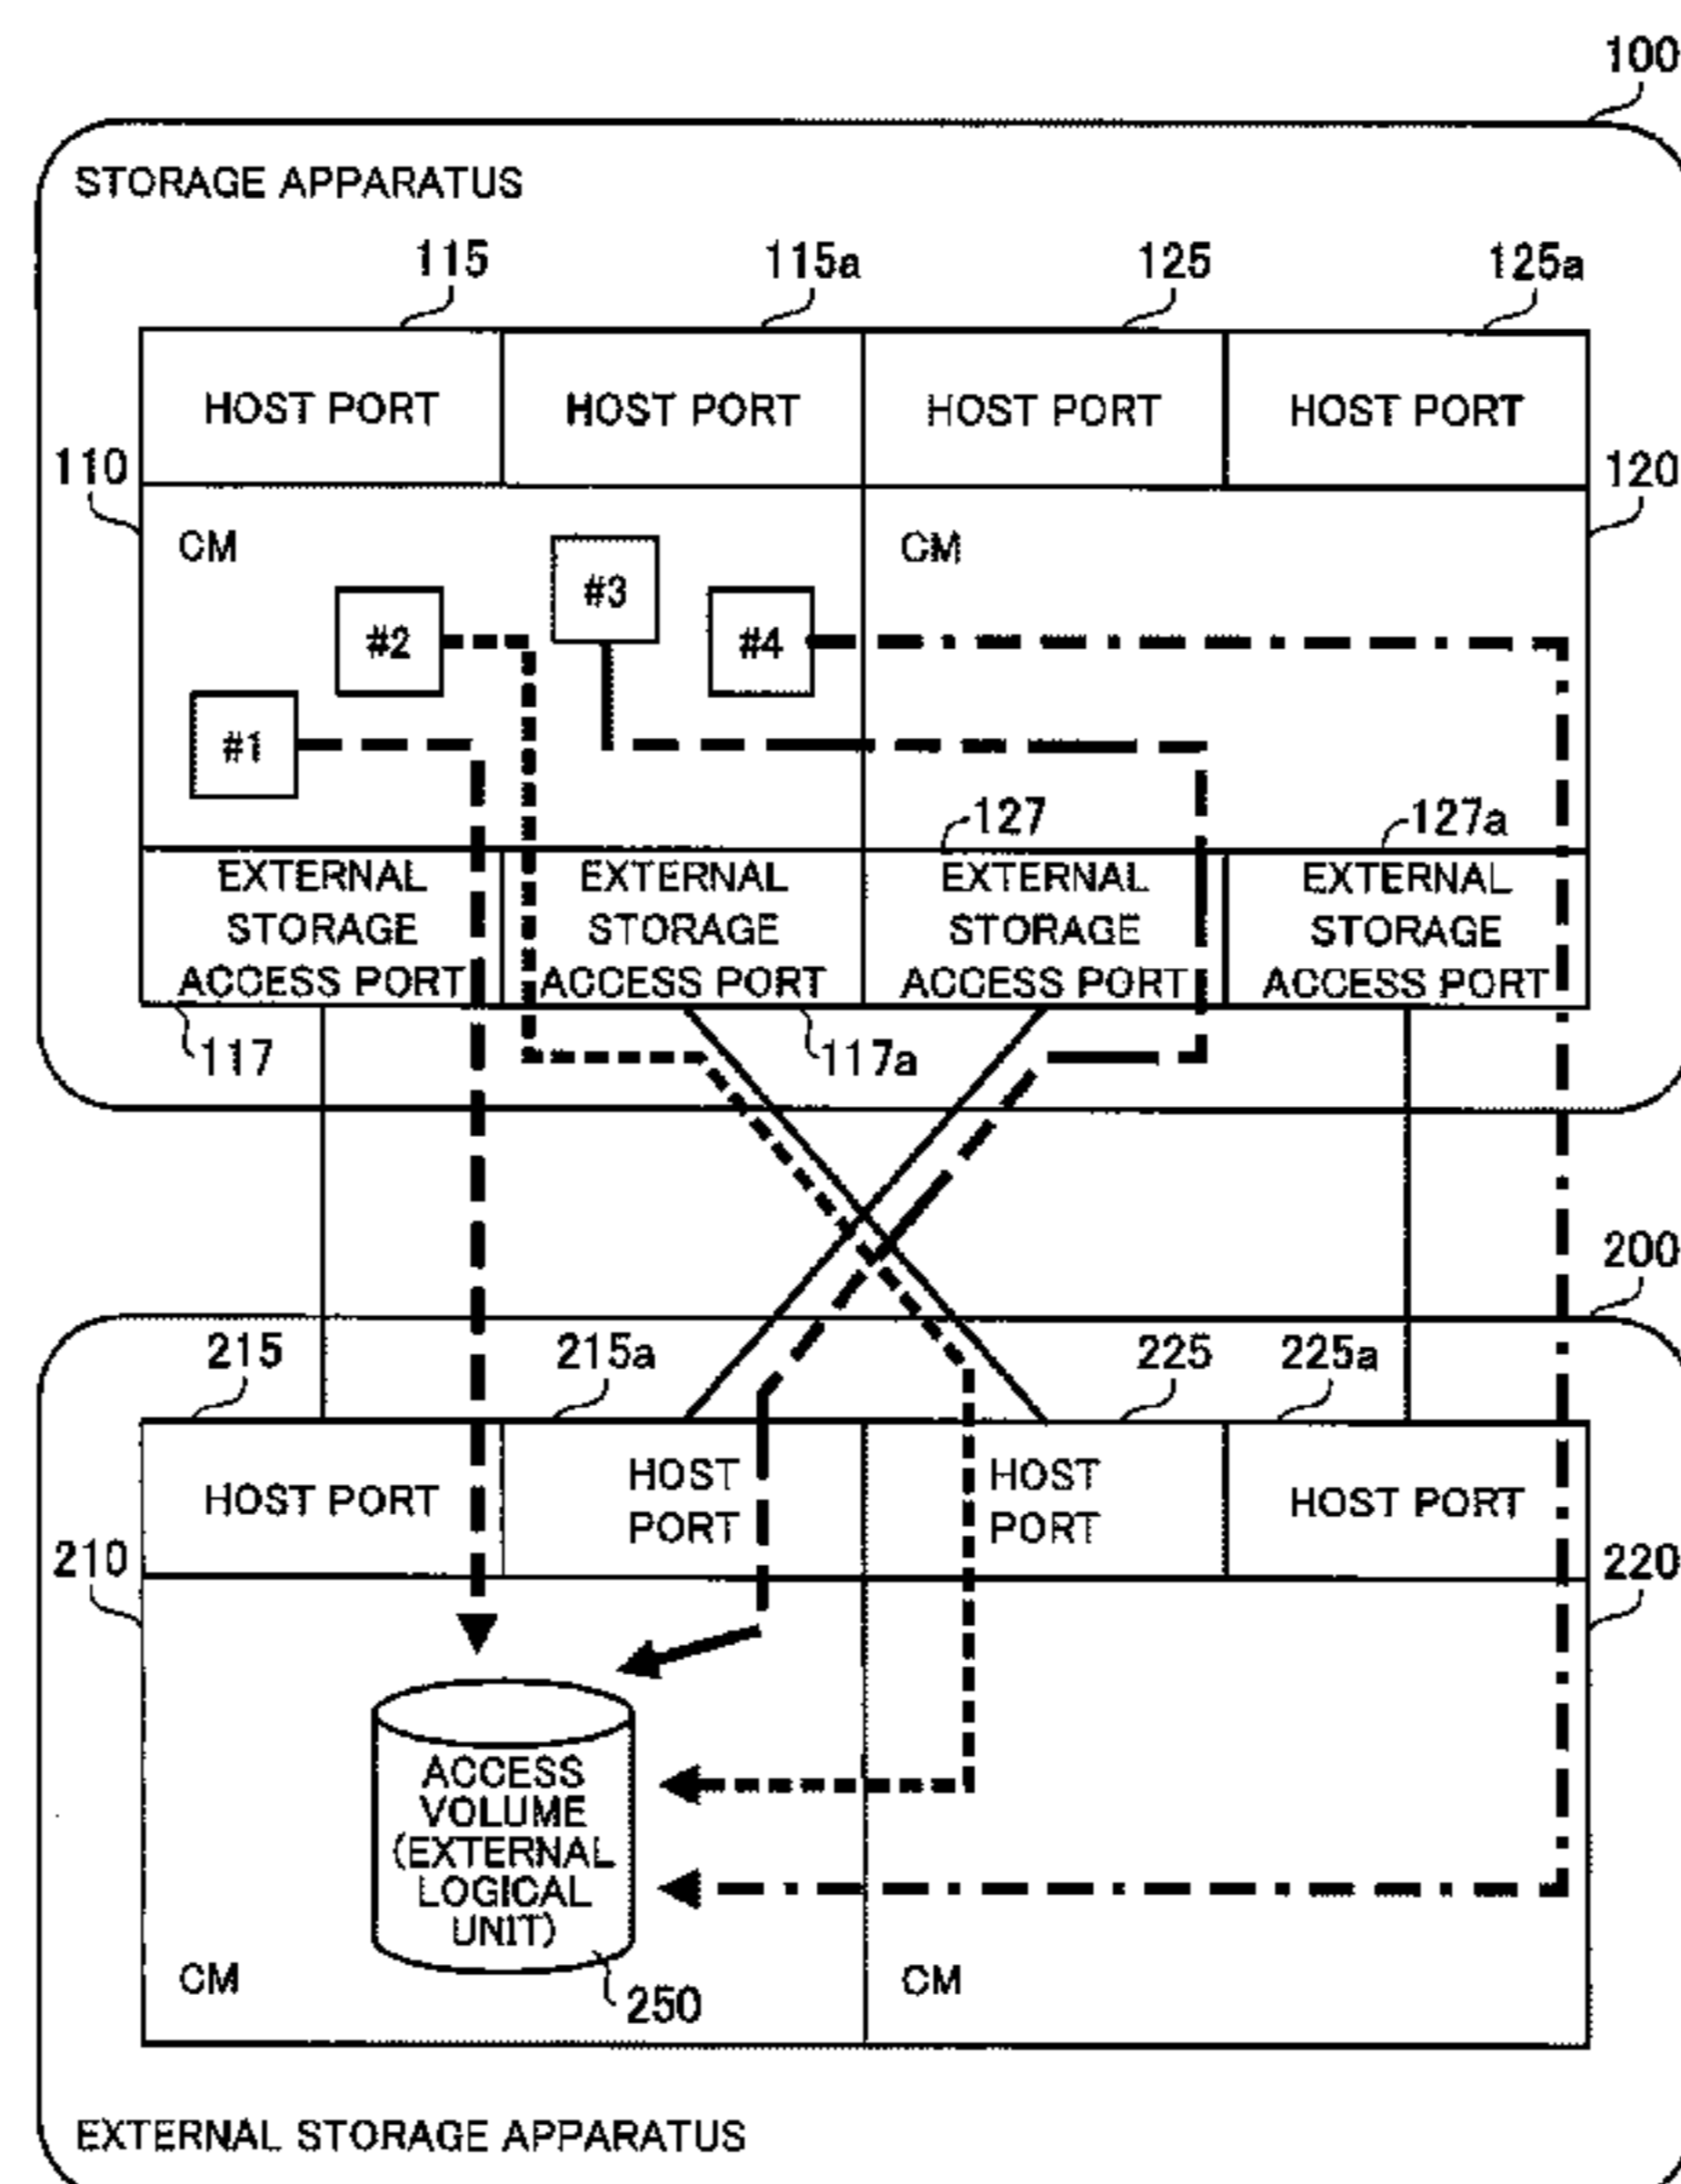 100
STORAGE APPARATUS
115
115a
125
125a
HOST PORT
HOST PORT
HOST PORT
HOST PORT
110
120
CM
CM
#3
#2
#4
#1
127
127a
EXTERNAL
STORAGE
ACCESS PORT
EXTERNAL
STORAGE
ACCESS PORT
EXTERNAL
STORAGE
ACCESS PORT
EXTERNAL
STORAGE
ACCESS PORT
117
117a
200
215
215a
225
225a
HOST PORT
HOST
PORT
HOST
PORT
HOST PORT
210
220
ACCESS
VOLUME
(EXTERNAL
LOGICAL
UNIT)
CM
CM
250
EXTERNAL STORAGE APPARATUS